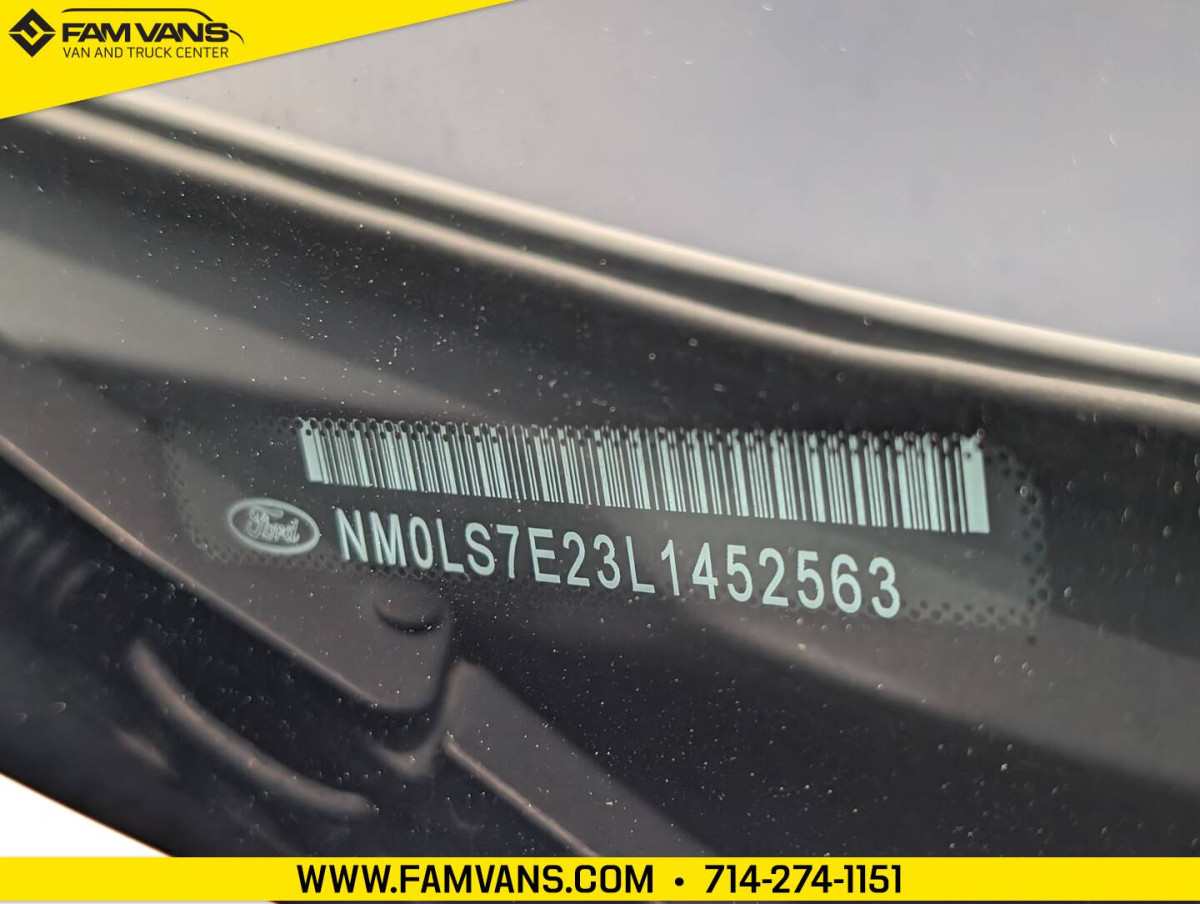 FAM VANS
VAN AND TRUCK CENTER
Ford
NM0LS7E23L1452563
WWW.FAMVANS.COM • 714-274-1151